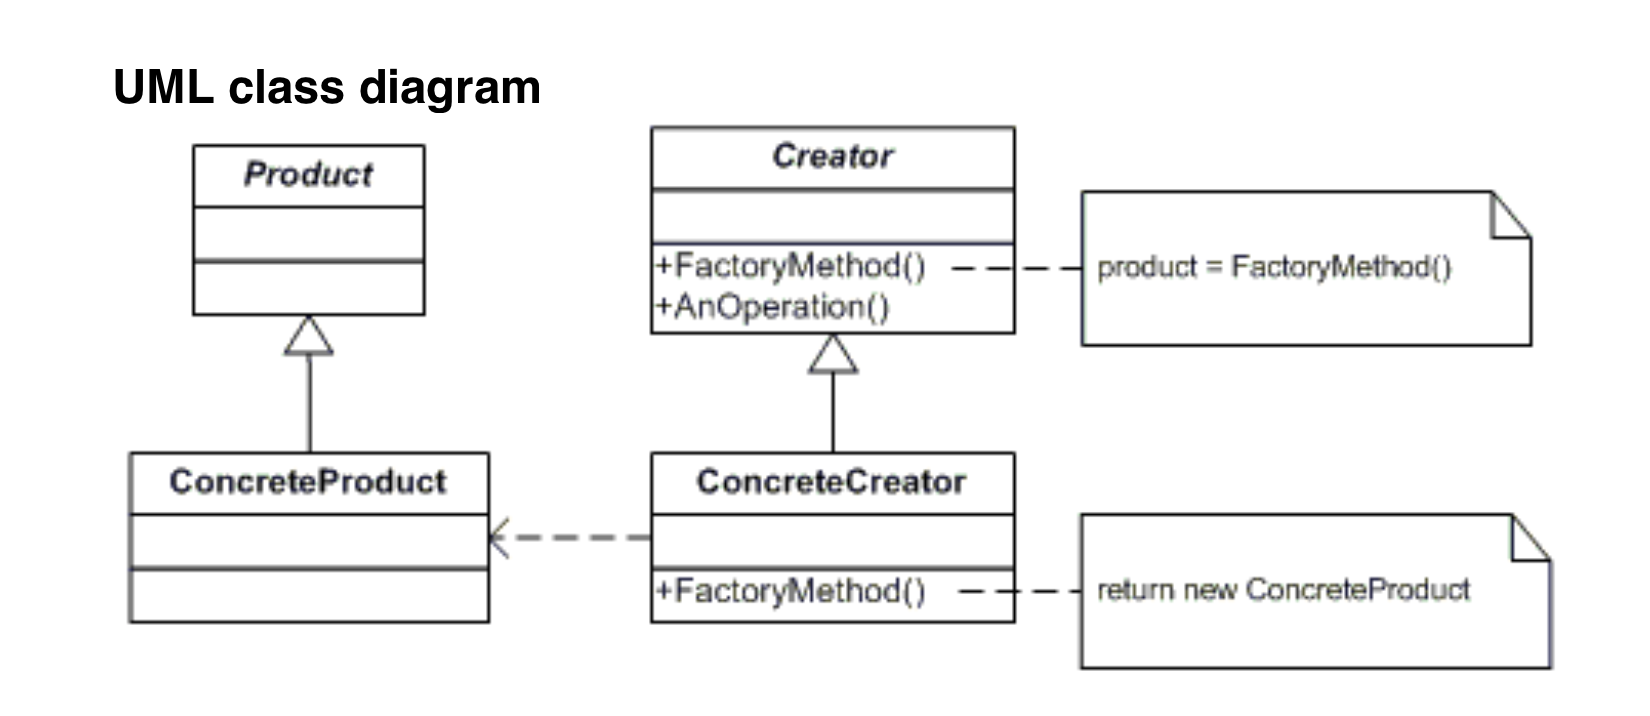 UML class diagram
Product
Creator
+FactoryMethod()
+AnOperation()
product = FactoryMethod()
ConcreteProduct
ConcreteCreator
+FactoryMethod()
return new ConcreteProduct